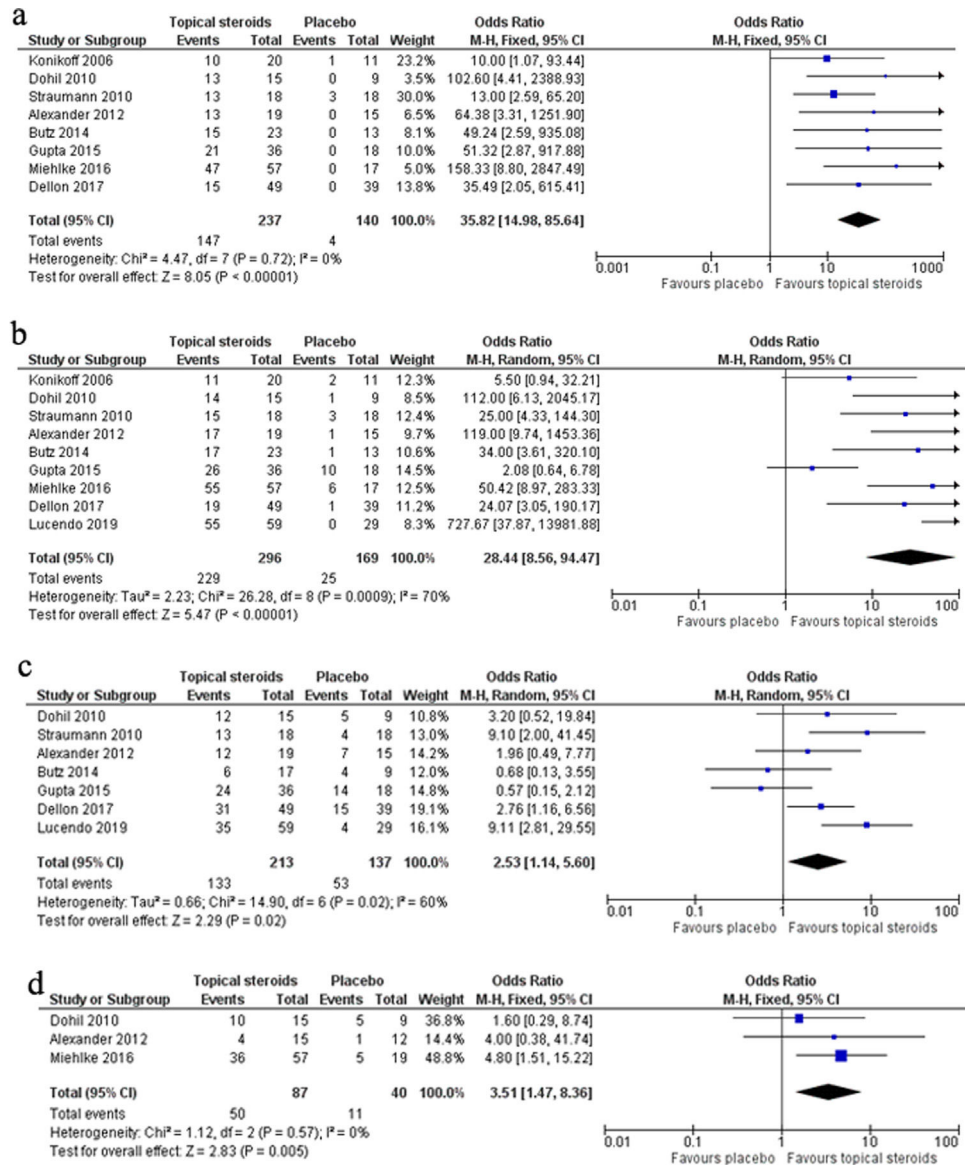 a
Topical steroids Placebo Odds Ratio Odds Ratio
Study or Subgroup Events Total Events Total Weight M-H, Fixed, 95% CI M-H, Fixed, 95% CI
Konikoff 2006 10 20 1 11 23.2% 10.00 [1.07, 93.44]
Dohil 2010 13 15 0 9 3.5% 102.60 [4.41, 2388.93]
Straumann 2010 13 18 3 18 30.0% 13.00 [2.59, 65.20]
Alexander 2012 13 19 0 15 5.2% 64.38 [3.31, 1251.90]
Butz 2014 15 23 0 13 8.1% 49.24 [2.59, 935.08]
Gupta 2015 21 36 0 18 10.0% 51.32 [2.87, 917.88]
Miehlke 2016 47 57 0 17 5.0% 158.33 [8.80, 2847.49]
Dellon 2017 15 49 0 39 13.8% 35.49 [2.05, 615.41]
Total (95% CI) 237 140 100.0% 35.82 [14.98, 85.64]
Total events 147 4
Heterogeneity: Chi² = 4.47, df = 7 (P = 0.72); I² = 0%
Test for overall effect: Z = 8.05 (P < 0.00001)
0.001 0.1 1 10 1000
Favours placebo Favours topical steroids
b
Topical steroids Placebo Odds Ratio Odds Ratio
Study or Subgroup Events Total Events Total Weight M-H, Random, 95% CI M-H, Random, 95% CI
Konikoff 2006 11 20 2 11 12.3% 5.50 [0.94, 32.21]
Dohil 2010 14 15 1 9 8.5% 112.00 [6.13, 2045.17]
Straumann 2010 15 18 3 18 12.4% 25.00 [4.33, 144.30]
Alexander 2012 17 19 1 15 9.7% 119.00 [9.74, 1453.36]
Butz 2014 17 23 1 13 10.6% 34.00 [3.61, 320.10]
Gupta 2015 26 36 10 18 14.5% 2.08 [0.64, 6.78]
Miehlke 2016 55 57 6 17 12.5% 50.42 [8.97, 283.33]
Dellon 2017 19 49 1 39 11.2% 24.07 [3.05, 190.17]
Lucendo 2019 55 59 0 29 8.3% 727.67 [37.87, 13981.88]
Total (95% CI) 296 169 100.0% 28.44 [8.56, 94.47]
Total events 229 25
Heterogeneity: Tau² = 2.23; Chi² = 26.28, df = 8 (P = 0.0009); I² = 70%
Test for overall effect: Z = 5.47 (P < 0.00001)
0.01 0.1 1 10 100
Favours placebo Favours topical steroids
c
Topical steroids Placebo Odds Ratio Odds Ratio
Study or Subgroup Events Total Events Total Weight M-H, Random, 95% CI M-H, Random, 95% CI
Dohil 2010 12 15 5 9 10.8% 3.20 [0.52, 19.84]
Straumann 2010 13 18 4 18 13.0% 9.10 [2.00, 41.45]
Alexander 2012 12 19 7 15 14.2% 1.96 [0.49, 7.77]
Butz 2014 6 17 4 9 12.0% 0.68 [0.13, 3.55]
Gupta 2015 24 36 14 18 14.9% 0.57 [0.15, 2.12]
Dellon 2017 31 49 15 39 19.1% 2.76 [1.16, 6.56]
Lucendo 2019 35 59 4 29 16.1% 9.11 [2.81, 29.55]
Total (95% CI) 213 137 100.0% 2.53 [1.14, 5.60]
Total events 133 53
Heterogeneity: Tau² = 0.66; Chi² = 14.90, df = 6 (P = 0.02); I² = 60%
Test for overall effect: Z = 2.29 (P = 0.02)
0.01 0.1 1 10 100
Favours placebo Favours topical steroids
d
Topical steroids Placebo Odds Ratio Odds Ratio
Study or Subgroup Events Total Events Total Weight M-H, Fixed, 95% CI M-H, Fixed, 95% CI
Dohil 2010 10 15 5 9 36.8% 1.60 [0.29, 8.74]
Alexander 2012 4 15 1 12 14.4% 4.00 [0.38, 41.74]
Miehlke 2016 36 57 5 19 48.8% 4.80 [1.51, 15.22]
Total (95% CI) 87 40 100.0% 3.51 [1.47, 8.36]
Total events 50 11
Heterogeneity: Chi² = 1.12, df = 2 (P = 0.57); I² = 0%
Test for overall effect: Z = 2.83 (P = 0.005)
0.01 0.1 1 10 100
Favours placebo Favours topical steroids